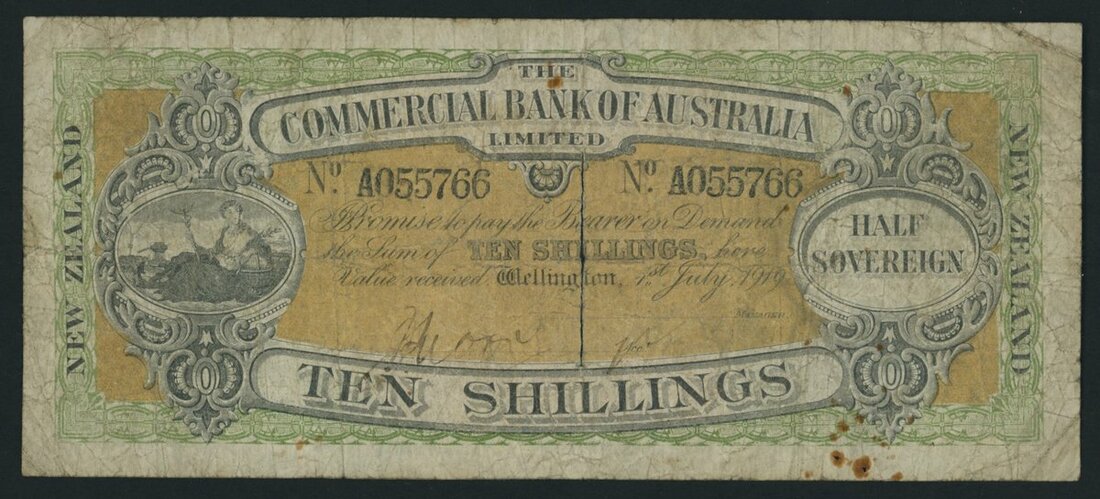 THE
COMMERCIAL BANK OF AUSTRALIA
LIMITED
Nº A055766 Nº A055766
NEW ZEALAND
NEW ZEALAND
Promise to pay the Bearer on Demand
the Sum of TEN SHILLINGS, here
Value received. Wellington, 1st July, 1919
HALF
SOVEREIGN
MANAGER.
TEN SHILLINGS